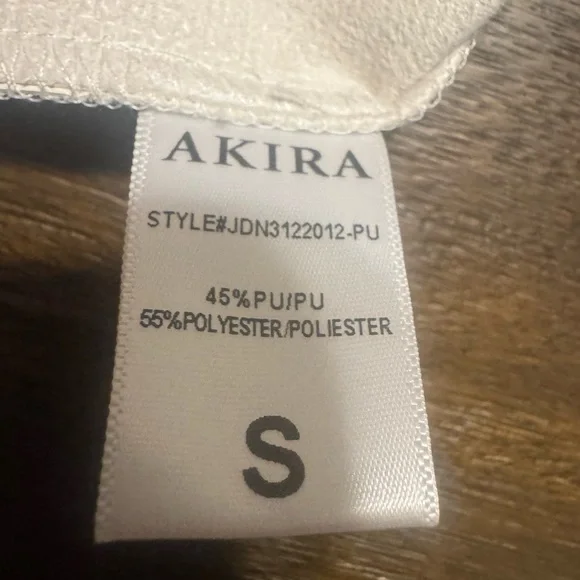 AKIRA
STYLE#JDN3122012-PU
45%PU/PU
55%POLYESTER/POLIESTER
S